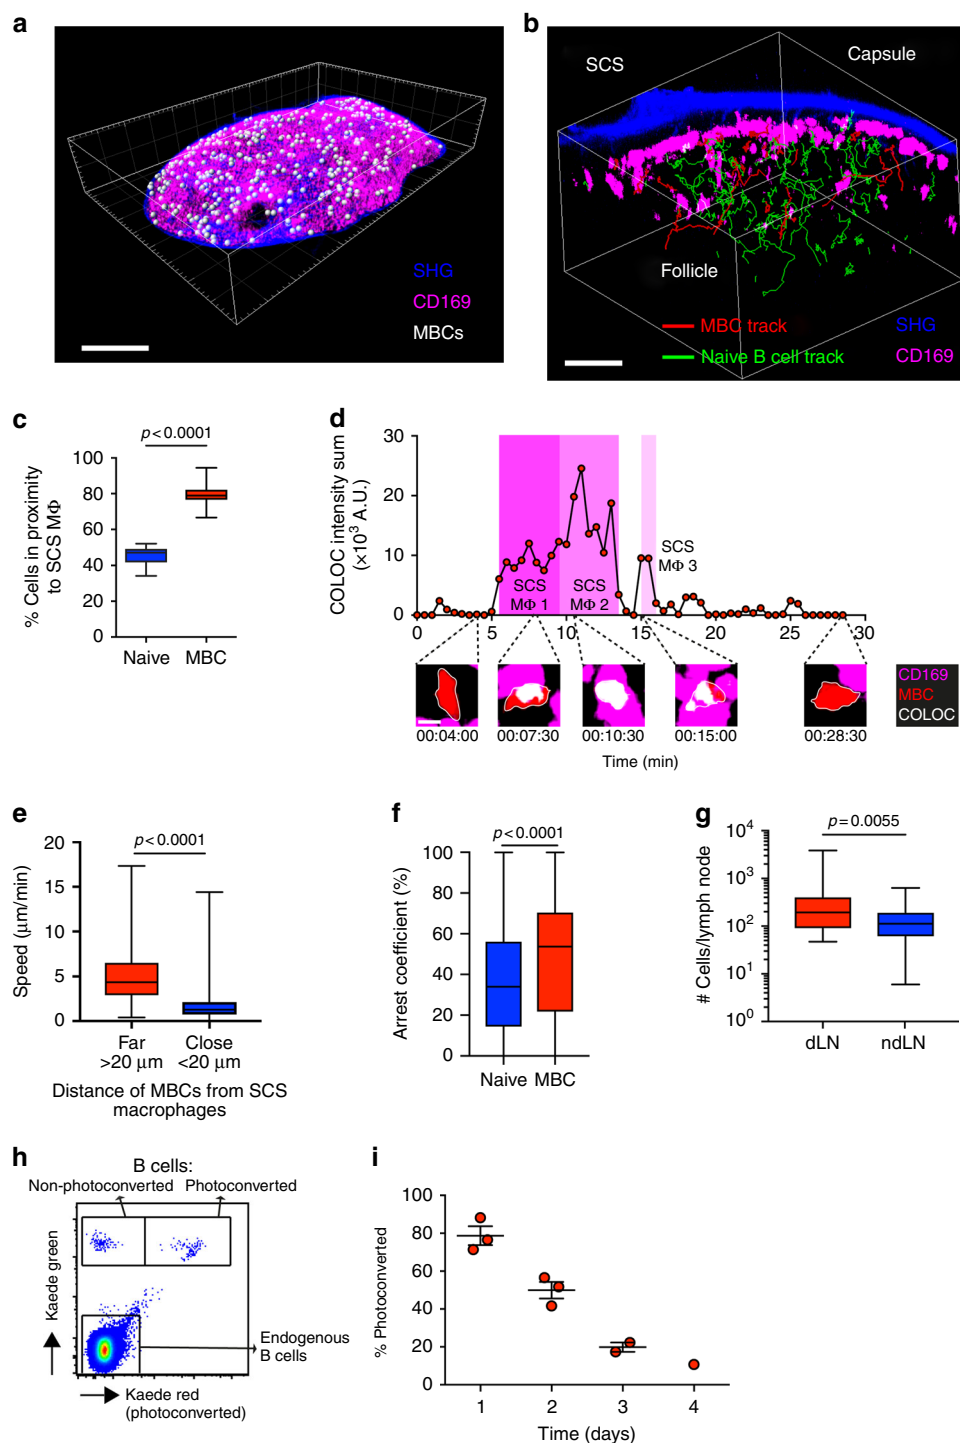 a
SHG
CD169
MBCs
b
SCS
Capsule
Follicle
MBC track
Naive B cell track
SHG
CD169
c
p<0.0001
% Cells in proximity
to SCS MΦ
100
80
60
40
20
0
Naive
MBC
d
COLOC intensity sum
(×10³ A.U.)
30
20
10
0
SCS
MΦ 1
SCS
MΦ 2
SCS
MΦ 3
0
5
10
15
20
25
30
CD169
MBC
COLOC
00:04:00
00:07:30
00:10:30
00:15:00
00:28:30
Time (min)
e
p<0.0001
Speed (μm/min)
20
15
10
5
0
Far
>20 μm
Close
<20 μm
Distance of MBCs from SCS
macrophages
f
p<0.0001
Arrest coefficient (%)
100
80
60
40
20
0
Naive
MBC
g
p=0.0055
# Cells/lymph node
10⁴
10³
10²
10¹
10⁰
dLN
ndLN
h
B cells:
Non-photoconverted
Photoconverted
Kaede green
Endogenous
B cells
Kaede red
(photoconverted)
i
% Photoconverted
100
80
60
40
20
0
1
2
3
4
Time (days)